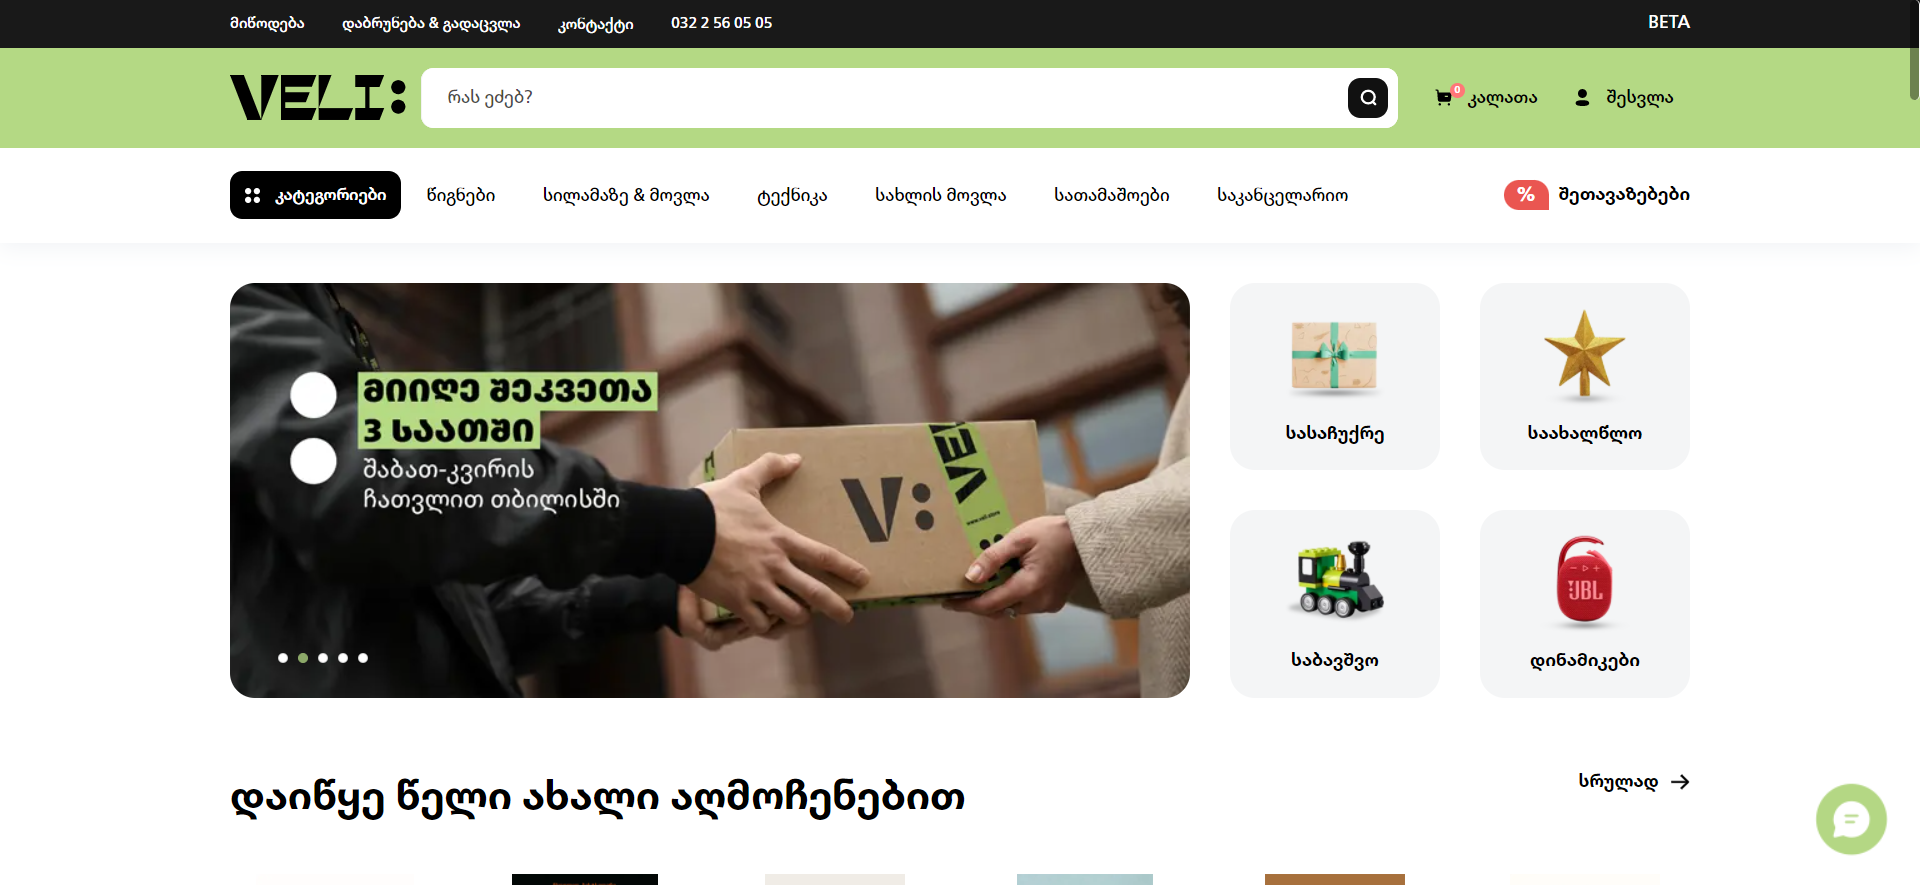 მიწოდება
დაბრუნება & გადაცვლა
კონტაქტი
032 2 56 05 05
BETA
VELI:
რას ეძებ?
0
კალათა
შესვლა
კატეგორიები
წიგნები
სილამაზე & მოვლა
ტექნიკა
სახლის მოვლა
სათამაშოები
საკანცელარიო
%
შეთავაზებები
მიიღე შეკვეთა
3 საათში
შაბათ-კვირის
ჩათვლით თბილისში
V:
სასაჩუქრე
საახალწლო
JBL
საბავშვო
დინამიკები
დაიწყე წელი ახალი აღმოჩენებით
სრულად